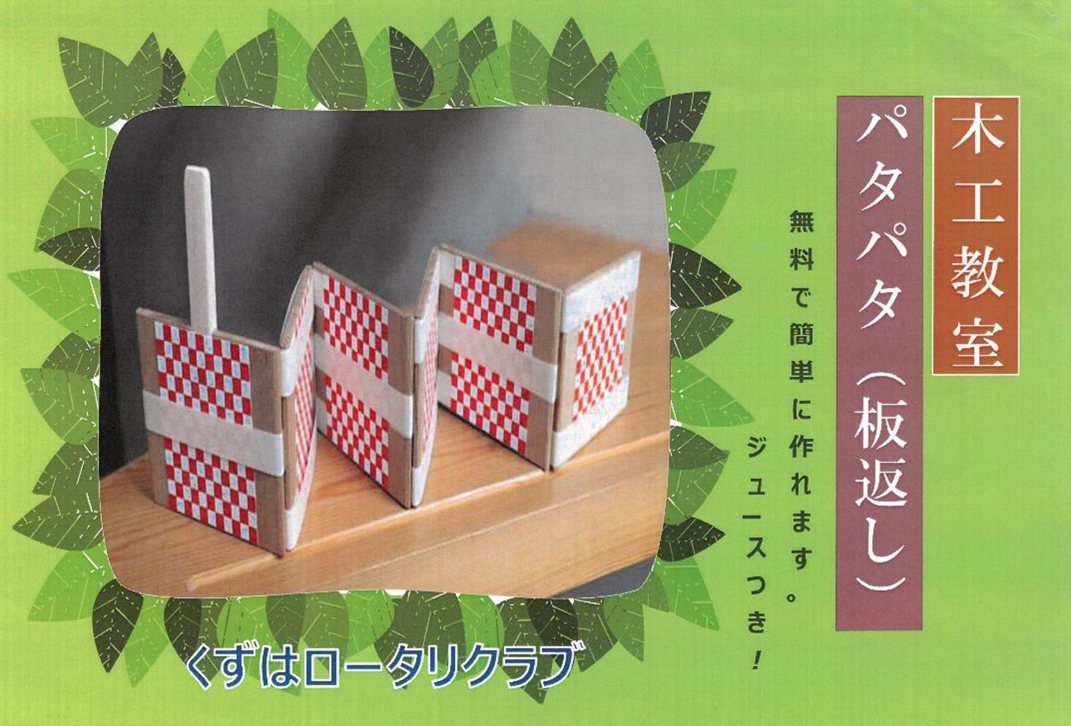 木工教室
パタパタ（板返し）
無料で簡単に作れます。
ジュースつき！
くずはロータリクラブ